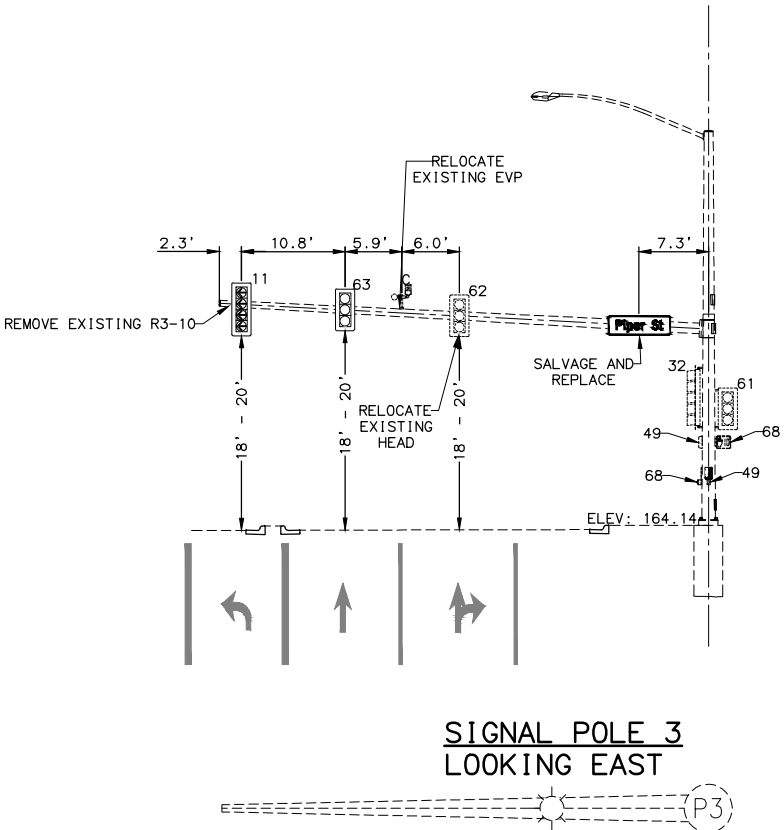 RELOCATE
EXISTING EVP
2.3'
10.8'
5.9'
6.0'
7.3'
11
63
C
62
REMOVE EXISTING R3-10
Piper St
SALVAGE AND
REPLACE
32
61
18' - 20'
18' - 20'
18' - 20'
RELOCATE
EXISTING
HEAD
49
68
68
49
ELEV: 164.14
SIGNAL POLE 3
LOOKING EAST
P3